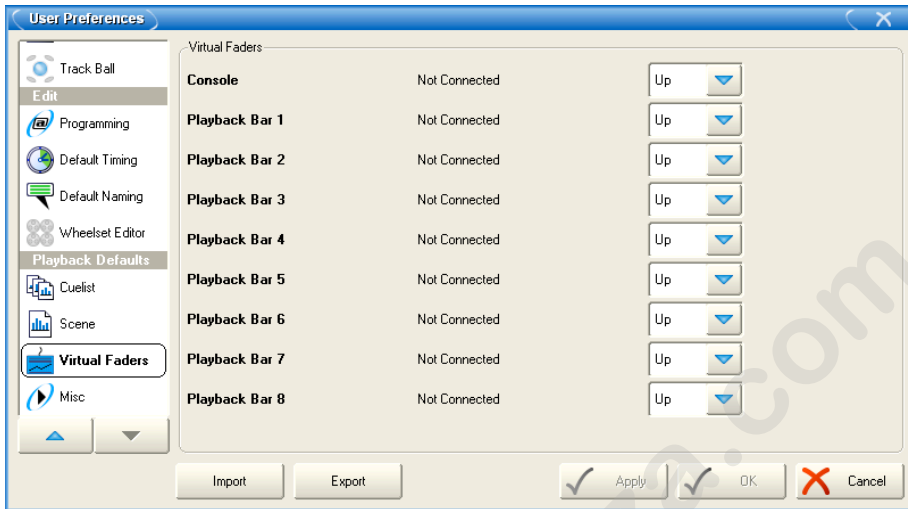 User Preferences
Track Ball
Edit
Programming
Default Timing
Default Naming
Wheelset Editor
Playback Defaults
Cuelist
Scene
Virtual Faders
Misc
Virtual Faders
Console Not Connected Up
Playback Bar 1 Not Connected Up
Playback Bar 2 Not Connected Up
Playback Bar 3 Not Connected Up
Playback Bar 4 Not Connected Up
Playback Bar 5 Not Connected Up
Playback Bar 6 Not Connected Up
Playback Bar 7 Not Connected Up
Playback Bar 8 Not Connected Up
Import Export Apply OK Cancel
za.com